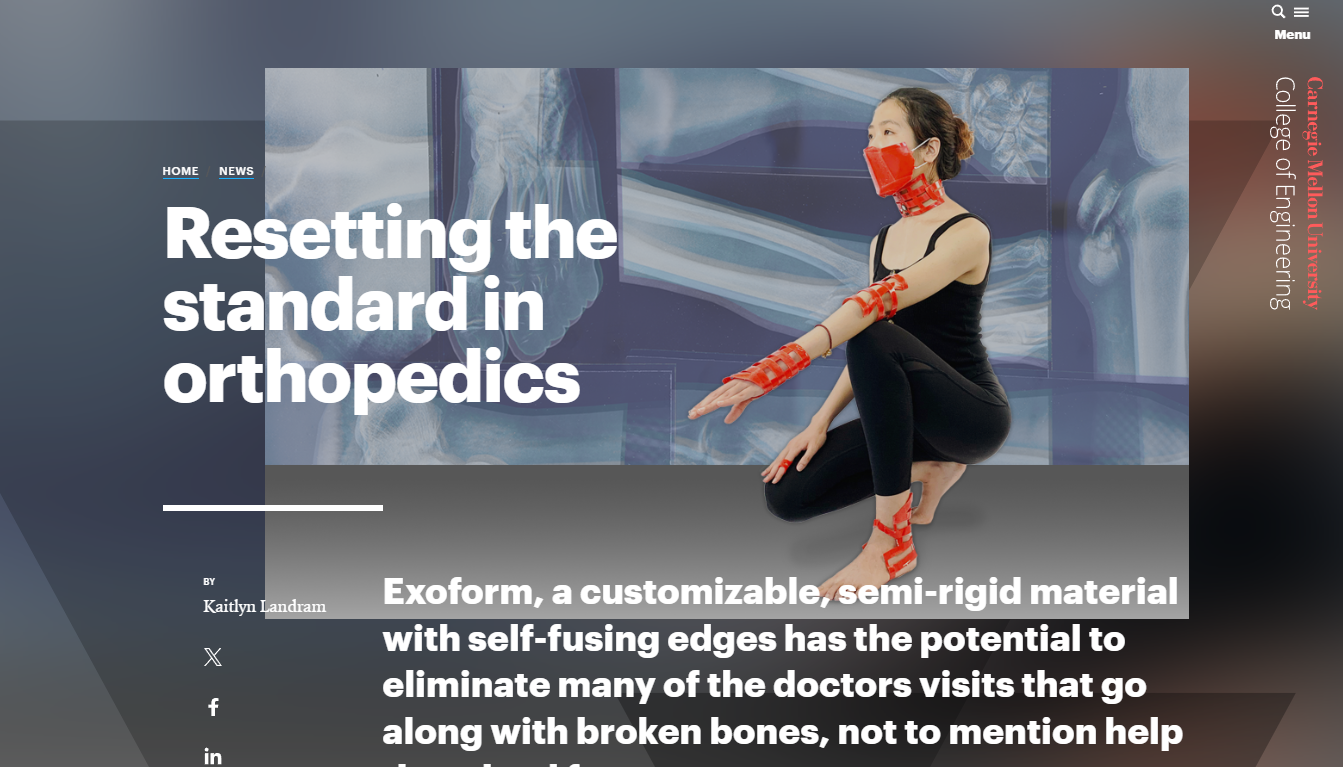 Menu
Carnegie Mellon University
College of Engineering
HOME NEWS
Resetting the
standard in
orthopedics
BY
Kaitlyn Landram
Exoform, a customizable, semi-rigid material
with self-fusing edges has the potential to
eliminate many of the doctors visits that go
along with broken bones, not to mention help